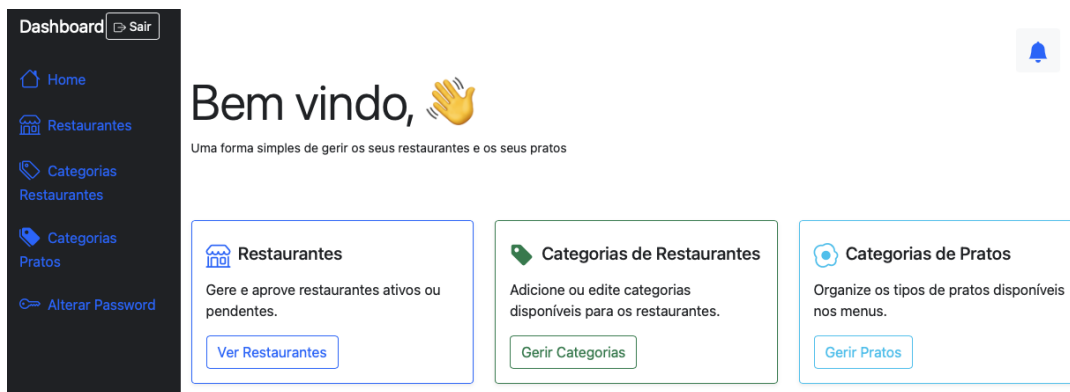 Dashboard Sair
Home
Restaurantes
Categorias
Restaurantes
Categorias
Pratos
Alterar Password
Bem vindo, 👋
Uma forma simples de gerir os seus restaurantes e os seus pratos
Restaurantes
Gere e aprove restaurantes ativos ou
pendentes.
Ver Restaurantes
Categorias de Restaurantes
Adicione ou edite categorias
disponíveis para os restaurantes.
Gerir Categorias
Categorias de Pratos
Organize os tipos de pratos disponíveis
nos menus.
Gerir Pratos